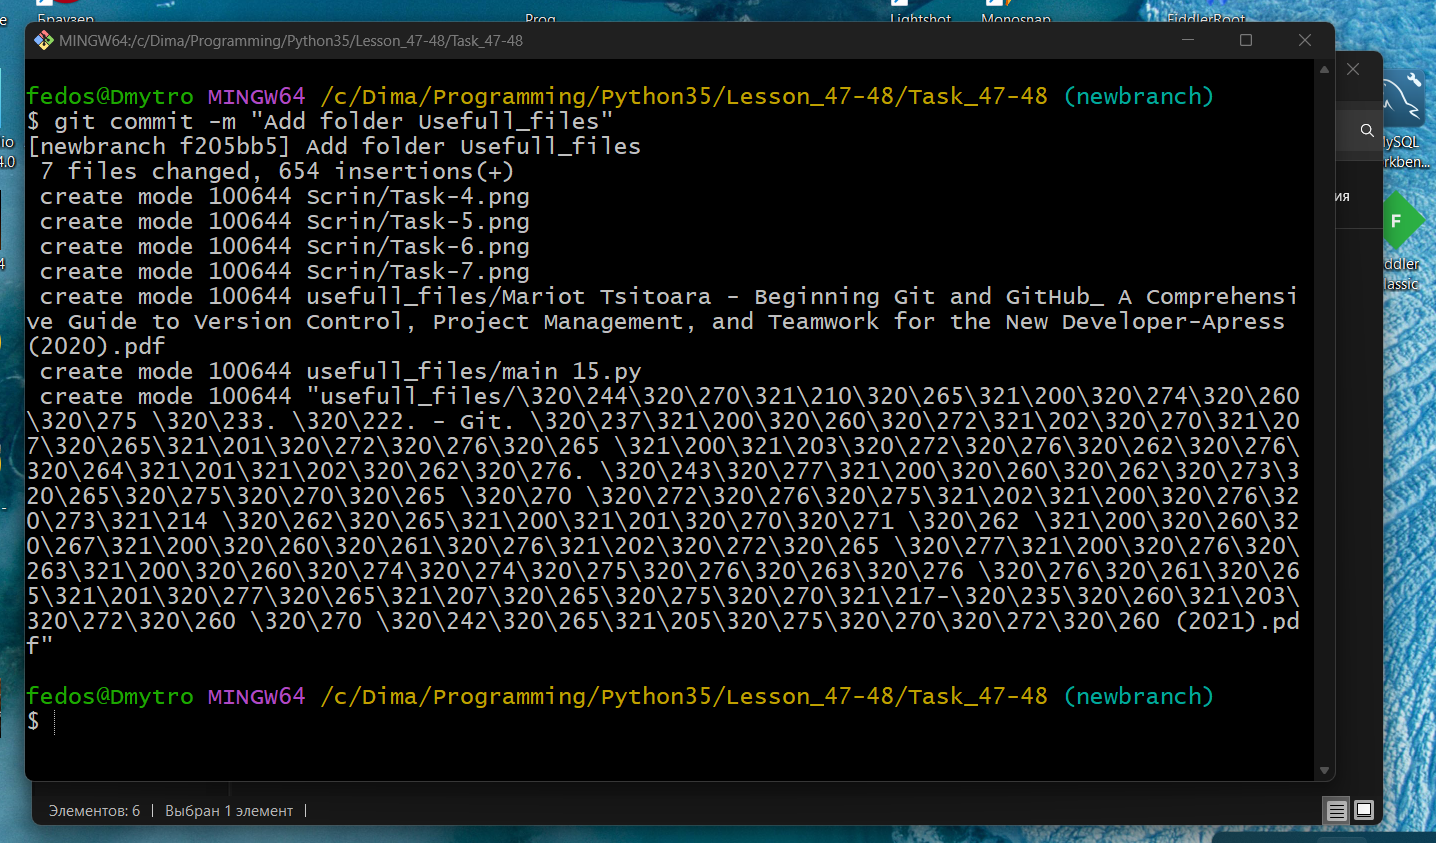 Браузер
Prog
Lightshot
Monosnap
FiddlerRoot
MINGW64:/c/Dima/Programming/Python35/Lesson_47-48/Task_47-48
fedos@Dmytro MINGW64 /c/Dima/Programming/Python35/Lesson_47-48/Task_47-48 (newbranch)
$ git commit -m "Add folder Usefull_files"
[newbranch f205bb5] Add folder Usefull_files
 7 files changed, 654 insertions(+)
 create mode 100644 Scrin/Task-4.png
 create mode 100644 Scrin/Task-5.png
 create mode 100644 Scrin/Task-6.png
 create mode 100644 Scrin/Task-7.png
 create mode 100644 usefull_files/Mariot Tsitoara - Beginning Git and GitHub_ A Comprehensi
ve Guide to Version Control, Project Management, and Teamwork for the New Developer-Apress
(2020).pdf
 create mode 100644 usefull_files/main 15.py
 create mode 100644 "usefull_files/\320\244\320\270\321\210\320\265\321\200\320\274\320\260
\320\275 \320\233. \320\222. - Git. \320\237\321\200\320\260\320\272\321\202\320\270\321\20
7\320\265\321\201\320\272\320\276\320\265 \321\200\321\203\320\272\320\276\320\262\320\276\
320\264\321\201\321\202\320\262\320\276. \320\243\320\277\321\200\320\260\320\262\320\273\3
20\265\320\275\320\270\320\265 \320\270 \320\272\320\276\320\275\321\202\321\200\320\276\32
0\273\321\214 \320\262\320\265\321\200\321\201\320\270\320\271 \320\262 \321\200\320\260\32
0\267\321\200\320\260\320\261\320\276\321\202\320\272\320\265 \320\277\321\200\320\276\320\
263\321\200\320\260\320\274\320\274\320\275\320\276\320\263\320\276 \320\276\320\261\320\26
5\321\201\320\277\320\265\321\207\320\265\320\275\320\270\321\217-\320\235\320\260\321\203\
320\272\320\260 \320\270 \320\242\320\265\321\205\320\275\320\270\320\272\320\260 (2021).pd
f"
fedos@Dmytro MINGW64 /c/Dima/Programming/Python35/Lesson_47-48/Task_47-48 (newbranch)
$
Элементов: 6 | Выбран 1 элемент |